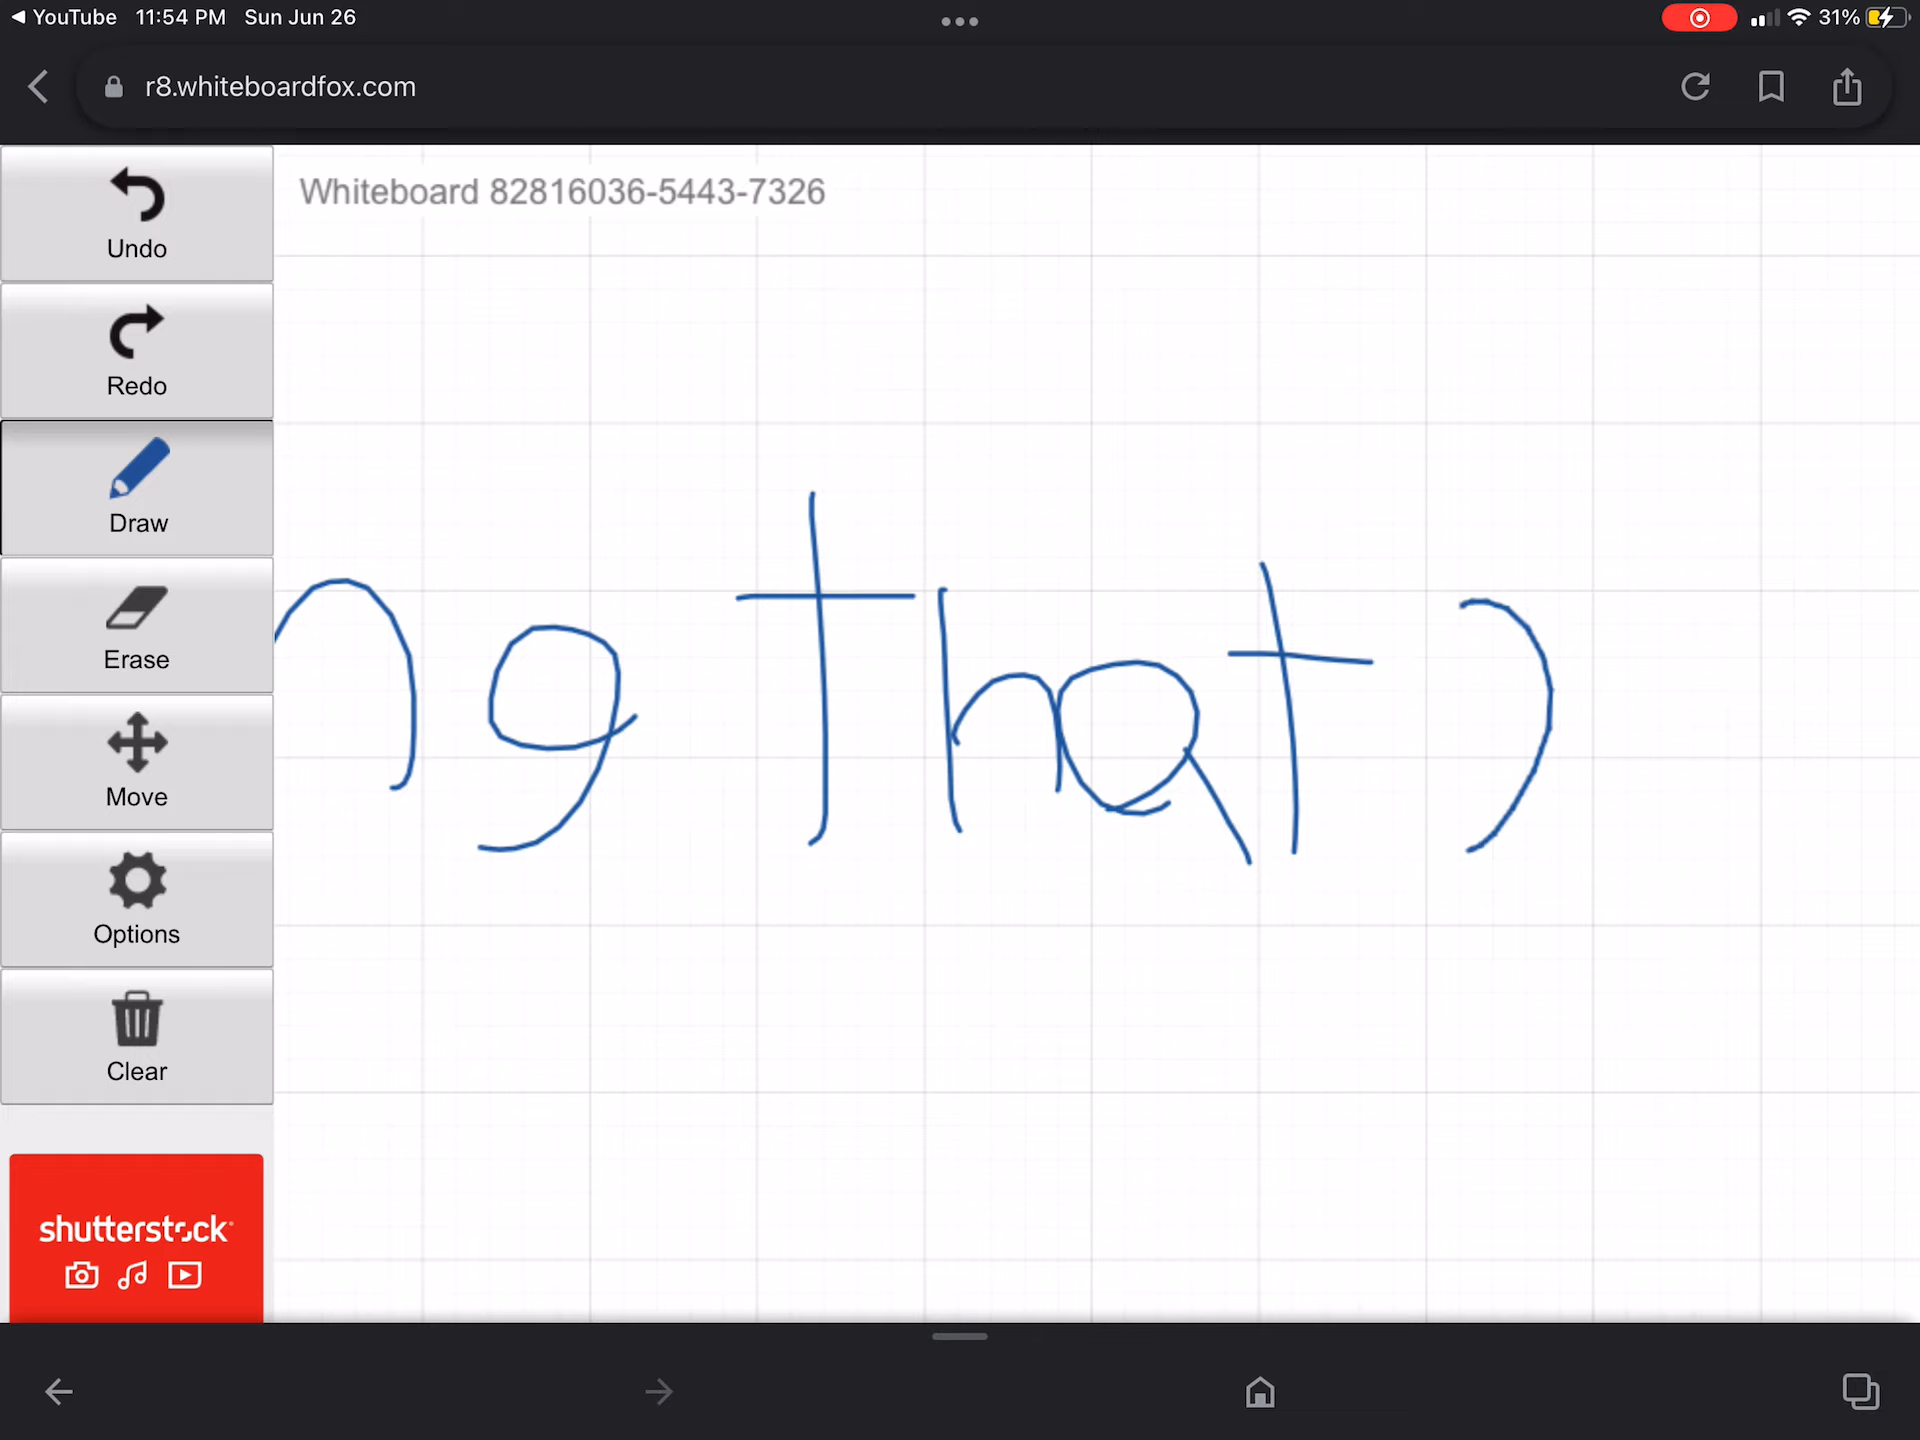 YouTube 11:54 PM Sun Jun 26 31%
r8.whiteboardfox.com
Whiteboard 82816036-5443-7326
Undo
Redo
Draw
Erase
Move
Options
Clear
ng that)
shutterstock